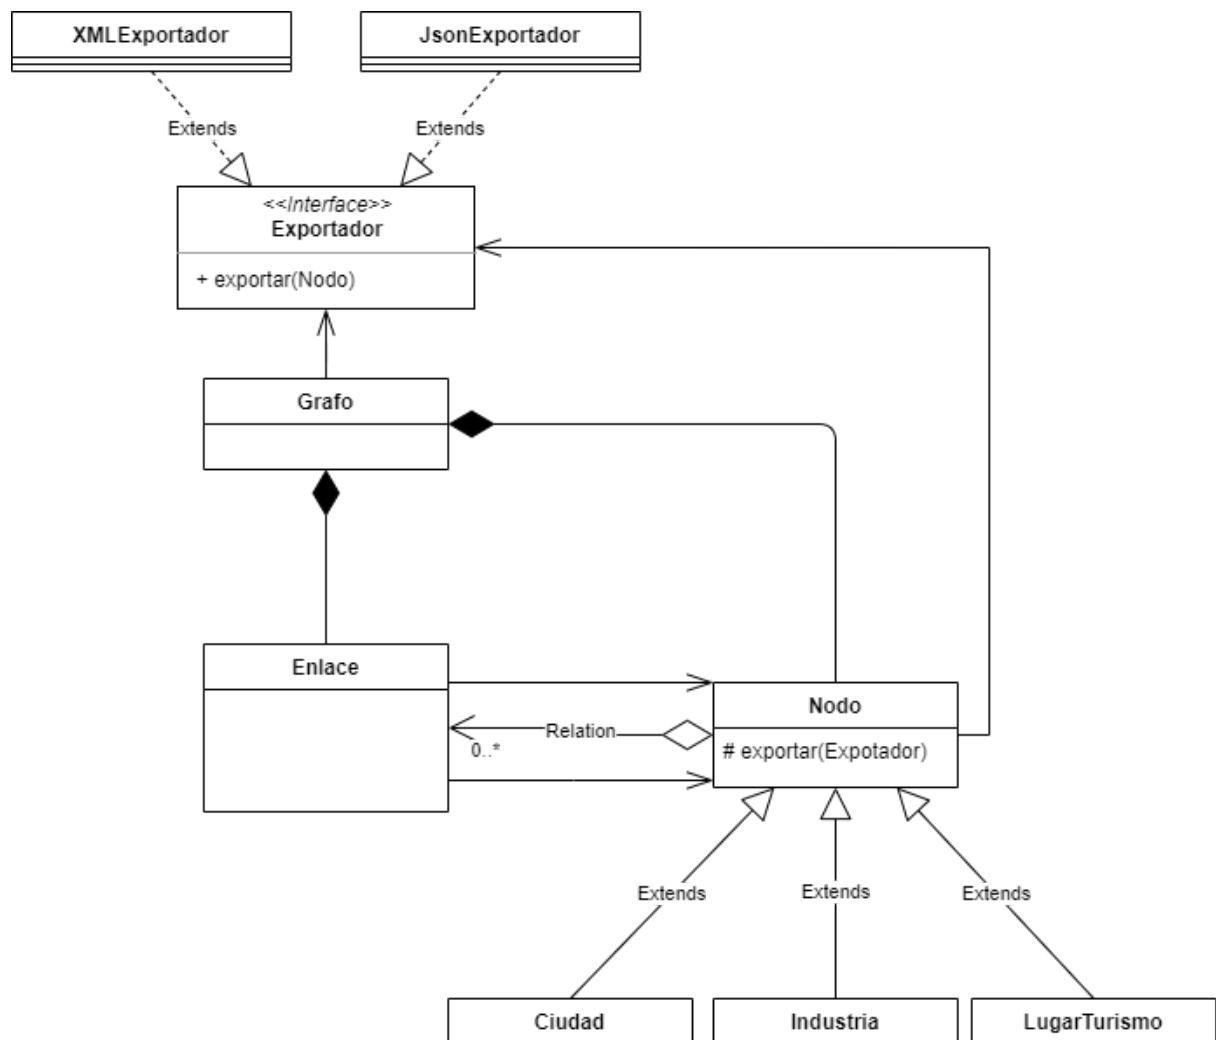 XMLExportador
JsonExportador
Extends
Extends
<<Interface>>
Exportador
+ exportar(Nodo)
Grafo
Enlace
Nodo
Relation
0..*
# exportar(Expotador)
Extends
Extends
Extends
Ciudad
Industria
LugarTurismo